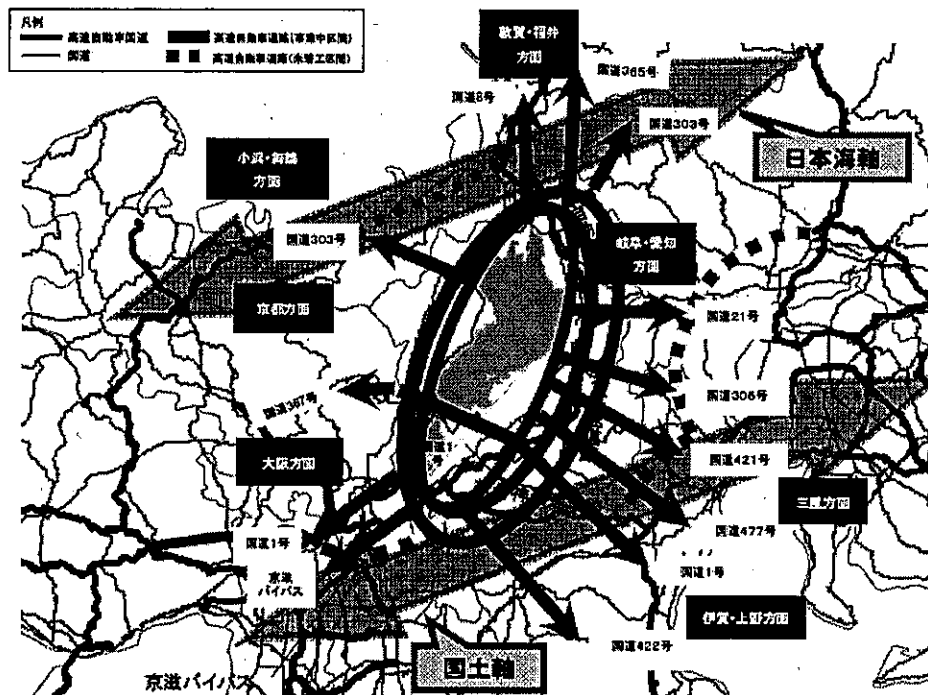 凡例
高速自動車国道
高速自動車道路(事業中区間)
国道
高速自動車道路(未着工区間)
敦賀・福井
方面
国道365号
国道8号
国道303号
日本海軸
小浜・舞鶴
方面
国道303号
岐阜・愛知
方面
京都方面
国道21号
国道367号
国道306号
大阪方面
国道421号
三重方面
国道1号
国道477号
京滋
バイパス
国道1号
伊賀・上野方面
国道422号
国土軸
京滋バイパス